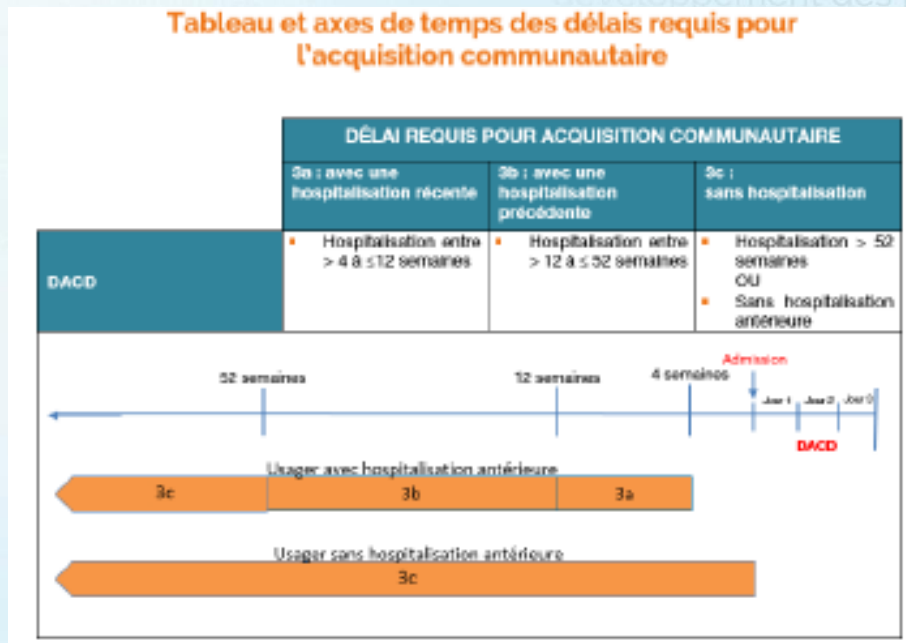 développement des
Tableau et axes de temps des délais requis pour
l'acquisition communautaire
DÉLAI REQUIS POUR ACQUISITION COMMUNAUTAIRE
3a : avec une
hospitalisation récente
3b : avec une
hospitalisation
précédente
3c :
sans hospitalisation
DACD
Hospitalisation entre
> 4 à ≤12 semaines
Hospitalisation entre
> 12 à ≤ 52 semaines
Hospitalisation > 52
semaines
OU
Sans hospitalisation
antérieure
Admission
52 semaines
12 semaines
4 semaines
Jour 1
Jour 2
Jour 3
DACD
Usager avec hospitalisation antérieure
3c
3b
3a
Usager sans hospitalisation antérieure
3c